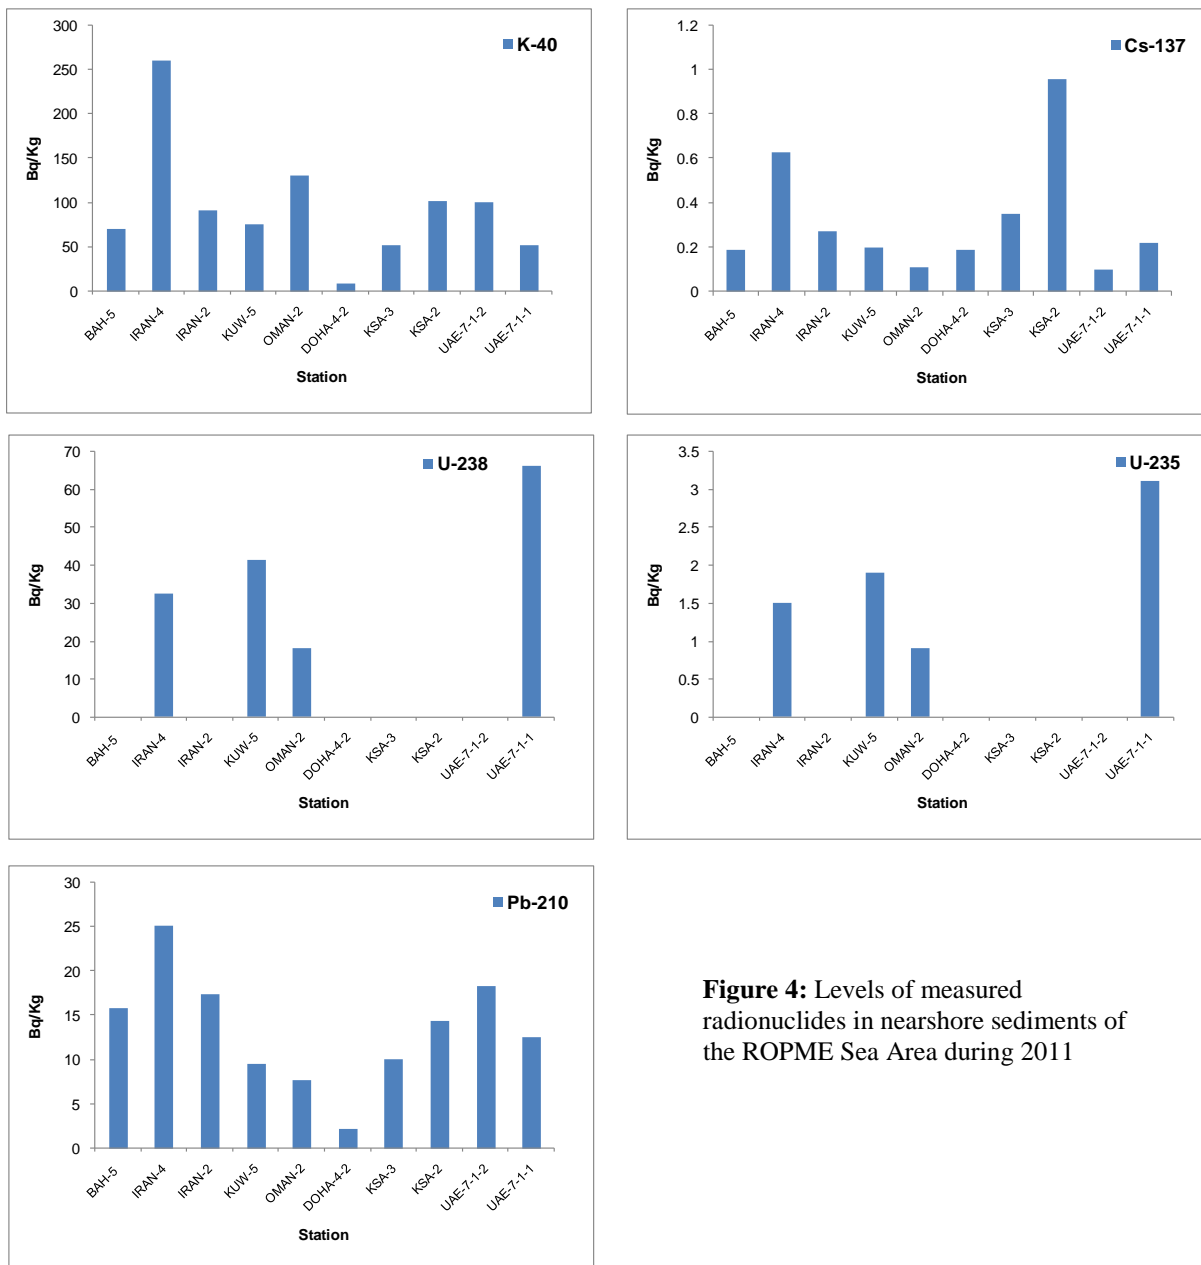 K-40
300
250
200
150
100
50
0
Bq/Kg
BAH-5
IRAN-4
IRAN-2
KUW-5
OMAN-2
DOHA-4-2
KSA-3
KSA-2
UAE-7-1-2
UAE-7-1-1
Station
Cs-137
1.2
1
0.8
0.6
0.4
0.2
0
Bq/Kg
BAH-5
IRAN-4
IRAN-2
KUW-5
OMAN-2
DOHA-4-2
KSA-3
KSA-2
UAE-7-1-2
UAE-7-1-1
Station
U-238
70
60
50
40
30
20
10
0
Bq/Kg
BAH-5
IRAN-4
IRAN-2
KUW-5
OMAN-2
DOHA-4-2
KSA-3
KSA-2
UAE-7-1-2
UAE-7-1-1
Station
U-235
3.5
3
2.5
2
1.5
1
0.5
0
Bq/Kg
BAH-5
IRAN-4
IRAN-2
KUW-5
OMAN-2
DOHA-4-2
KSA-3
KSA-2
UAE-7-1-2
UAE-7-1-1
Station
Pb-210
30
25
20
15
10
5
0
Bq/Kg
BAH-5
IRAN-4
IRAN-2
KUW-5
OMAN-2
DOHA-4-2
KSA-3
KSA-2
UAE-7-1-2
UAE-7-1-1
Station
Figure 4: Levels of measured
radionuclides in nearshore sediments of
the ROPME Sea Area during 2011